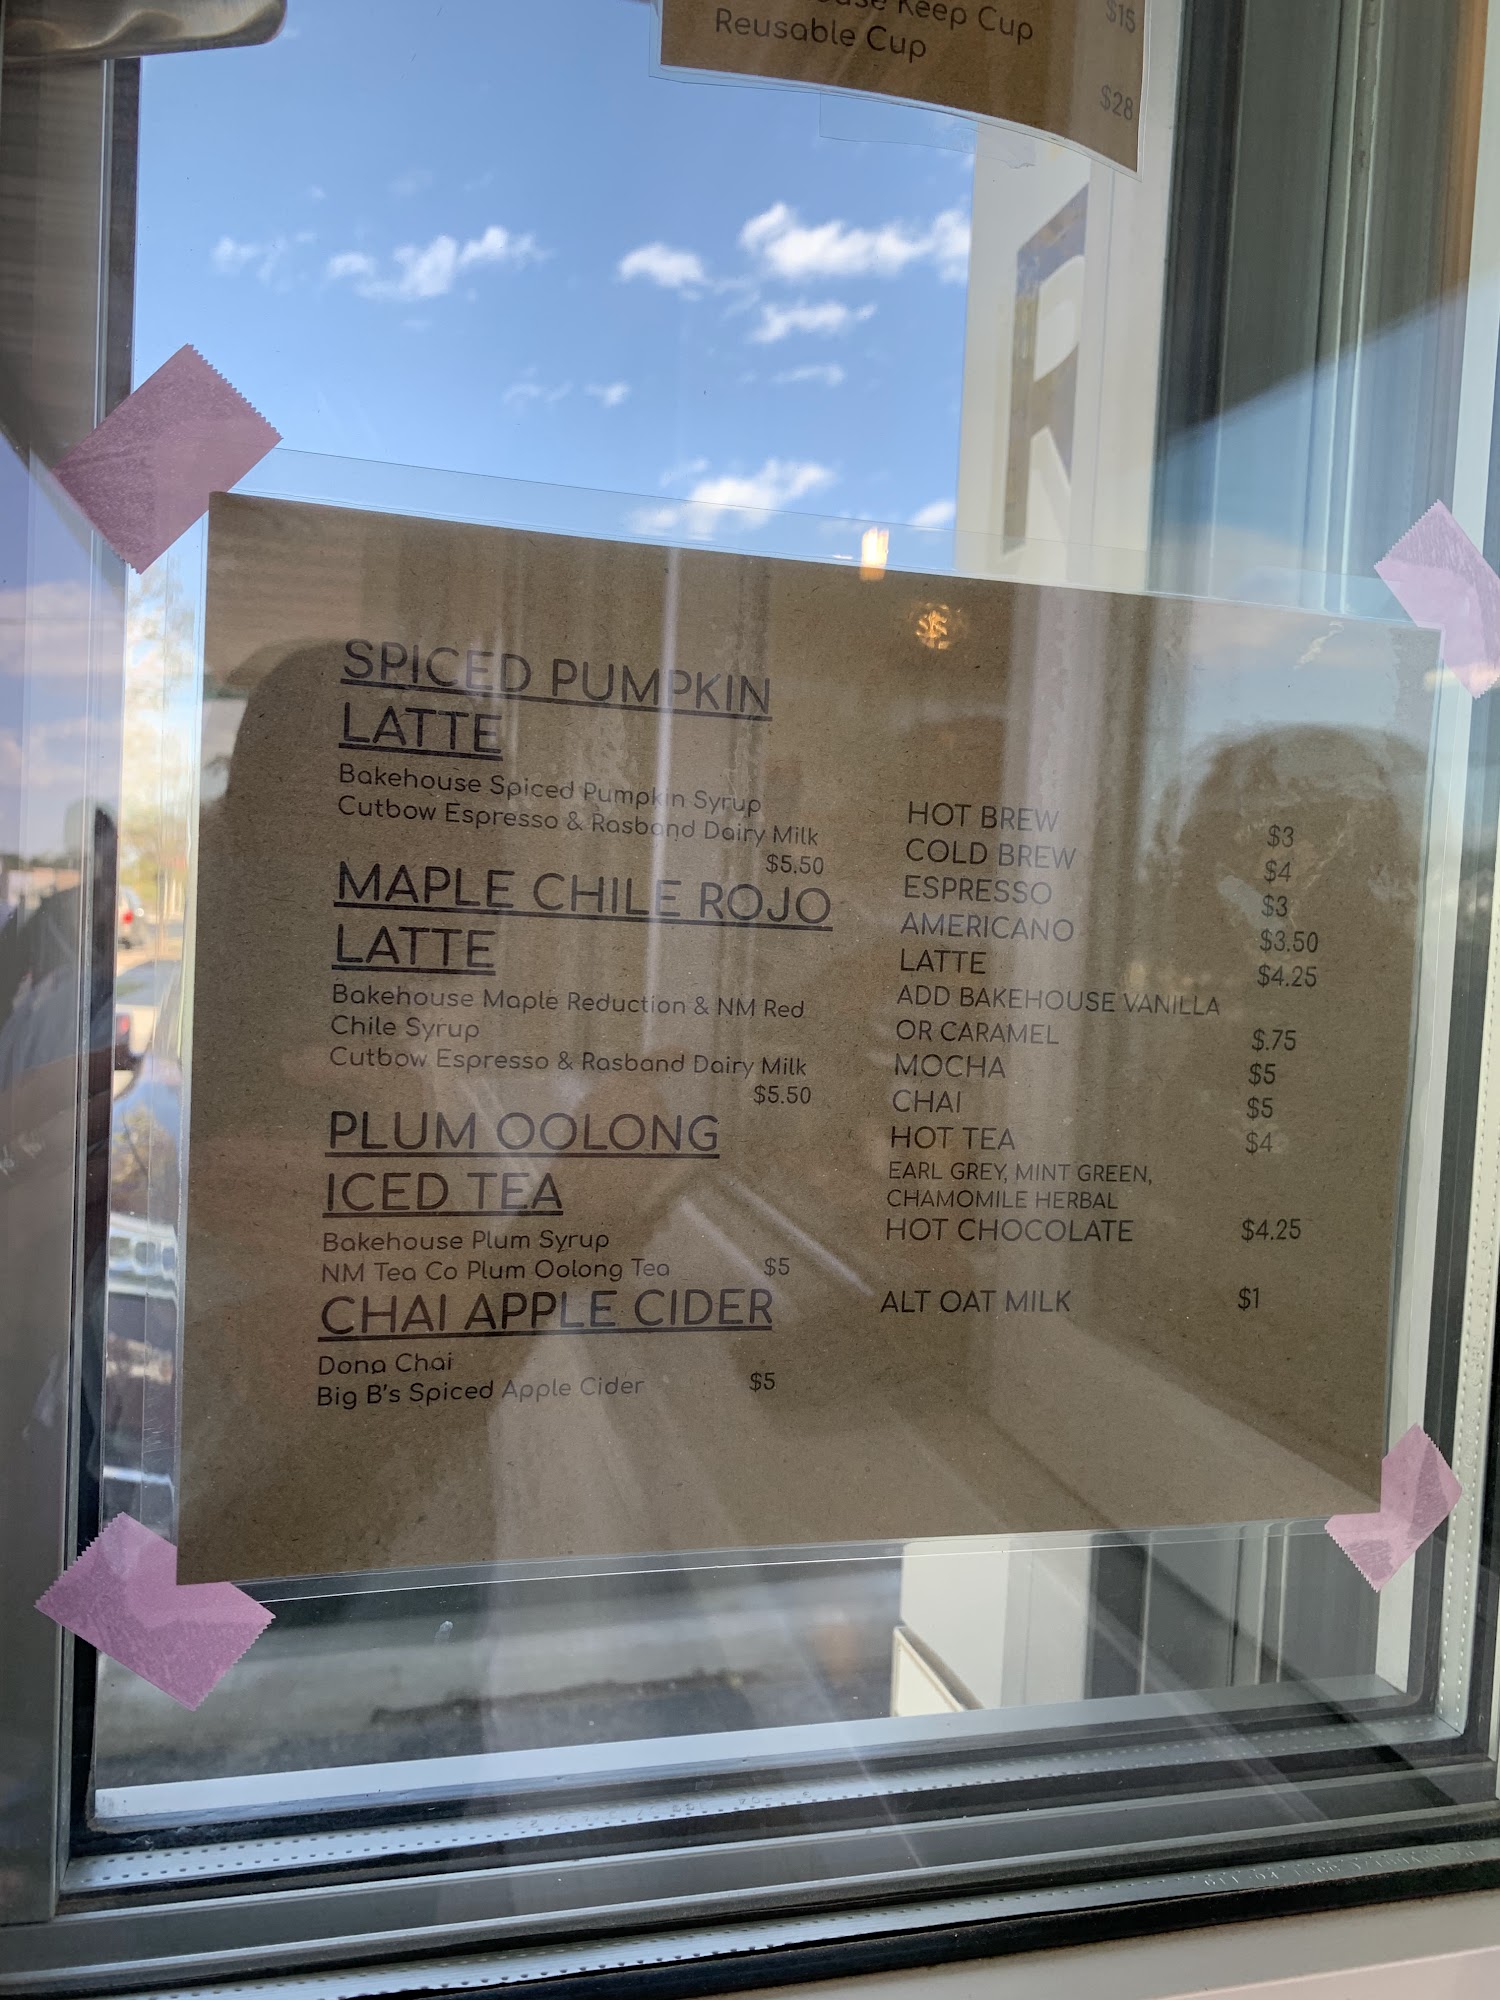 Keep Cup $15
Reusable Cup
$28
R
SPICED PUMPKIN
LATTE
Bakehouse Spiced Pumpkin Syrup
Cutbow Espresso & Rasband Dairy Milk
$5.50
MAPLE CHILE ROJO
LATTE
Bakehouse Maple Reduction & NM Red
Chile Syrup
Cutbow Espresso & Rasband Dairy Milk
$5.50
PLUM OOLONG
ICED TEA
Bakehouse Plum Syrup
NM Tea Co Plum Oolong Tea $5
CHAI APPLE CIDER
Dona Chai
Big B's Spiced Apple Cider $5
HOT BREW $3
COLD BREW $4
ESPRESSO $3
AMERICANO $3.50
LATTE $4.25
ADD BAKEHOUSE VANILLA
OR CARAMEL $.75
MOCHA $5
CHAI $5
HOT TEA $4
EARL GREY, MINT GREEN,
CHAMOMILE HERBAL
HOT CHOCOLATE $4.25
ALT OAT MILK $1